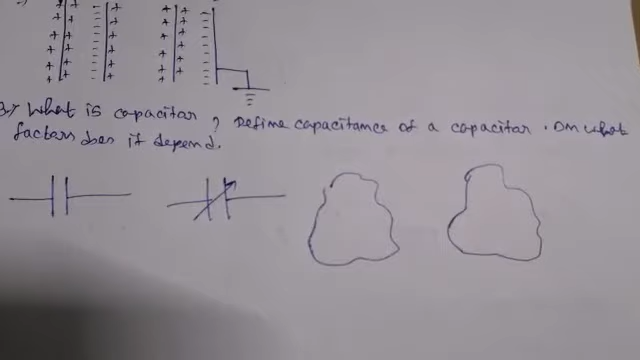 3.) What is capacitor ? Define capacitance of a capacitor . On what
factors does it depend.